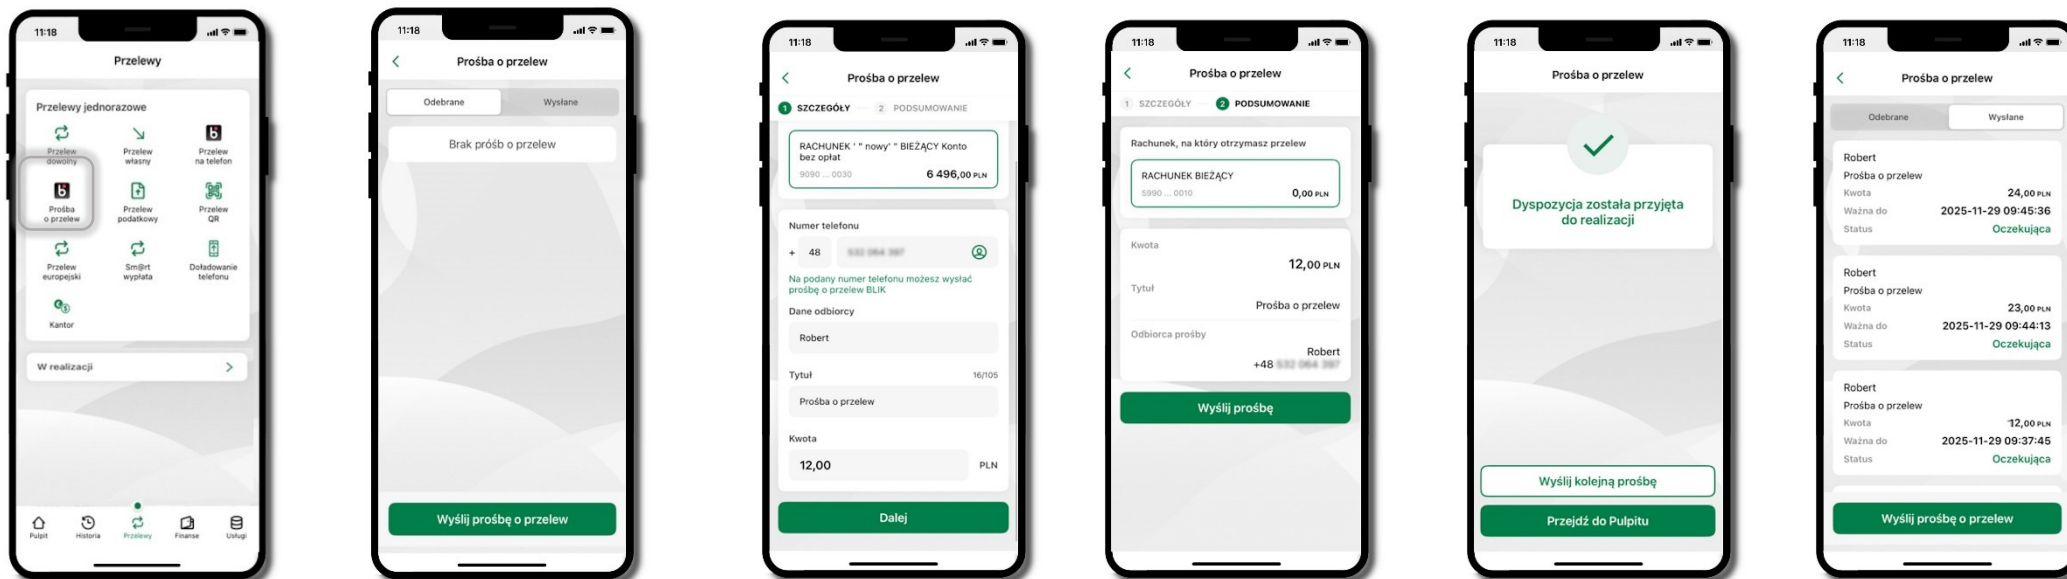 11:18
Przelewy
Przelewy jednorazowe
Przelew
dowolny
Przelew
własny
Przelew
na telefon
Prośba
o przelew
Przelew
podatkowy
Przelew
QR
Przelew
europejski
Sm@rt
wypłata
Doładowanie
telefonu
Kantor
W realizacji
Pulpit Historia Przelewy Finanse Usługi
11:18
Prośba o przelew
Odebrane Wysłane
Brak próśb o przelew
Wyślij prośbę o przelew
11:18
Prośba o przelew
1 SZCZEGÓŁY 2 PODSUMOWANIE
RACHUNEK ' " nowy' " BIEŻĄCY Konto
bez opłat
9090 ... 0030 6 496,00 PLN
Numer telefonu
+ 48
Na podany numer telefonu możesz wysłać
prośbę o przelew BLIK
Dane odbiorcy
Robert
Tytuł 16/105
Prośba o przelew
Kwota
12,00 PLN
Dalej
11:18
Prośba o przelew
1 SZCZEGÓŁY 2 PODSUMOWANIE
Rachunek, na który otrzymasz przelew
RACHUNEK BIEŻĄCY
5990 ... 0010 0,00 PLN
Kwota
12,00 PLN
Tytuł
Prośba o przelew
Odbiorca prośby
Robert
+48
Wyślij prośbę
11:18
Prośba o przelew
Dyspozycja została przyjęta
do realizacji
Wyślij kolejną prośbę
Przejdź do Pulpitu
11:18
Prośba o przelew
Odebrane Wysłane
Robert
Prośba o przelew
Kwota 24,00 PLN
Ważna do 2025-11-29 09:45:36
Status Oczekująca
Robert
Prośba o przelew
Kwota 23,00 PLN
Ważna do 2025-11-29 09:44:13
Status Oczekująca
Robert
Prośba o przelew
Kwota 12,00 PLN
Ważna do 2025-11-29 09:37:45
Status Oczekująca
Wyślij prośbę o przelew